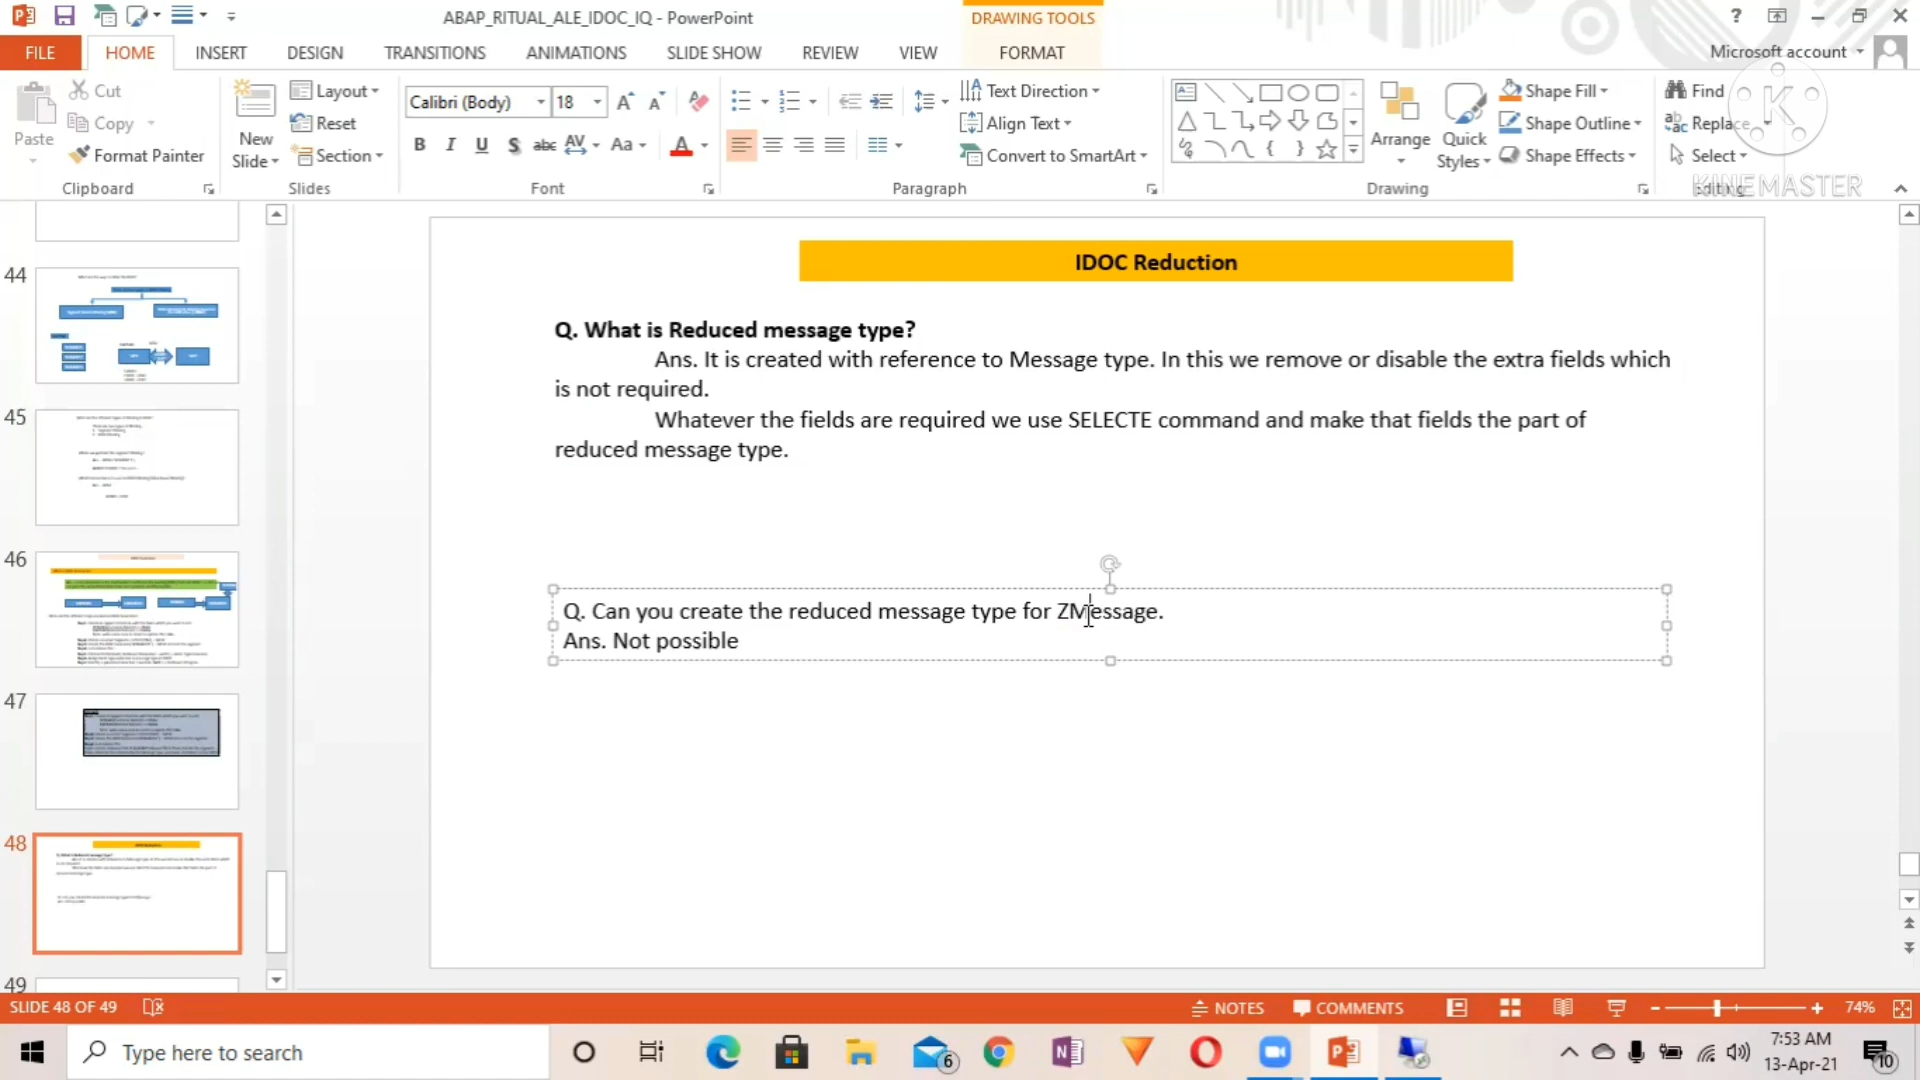 ABAP_RITUAL_ALE_IDOC_IQ - PowerPoint
DRAWING TOOLS
?
FILE
HOME
INSERT
DESIGN
TRANSITIONS
ANIMATIONS
SLIDE SHOW
REVIEW
VIEW
FORMAT
Microsoft account
Paste
Cut
Copy
Format Painter
Clipboard
New
Slide
Layout
Reset
Section
Slides
Calibri (Body)
18
B I U S abc AV Aa A
Font
Text Direction
Align Text
Convert to SmartArt
Paragraph
Arrange
Quick
Styles
Shape Fill
Shape Outline
Shape Effects
Drawing
Find
Replace
Select
Editing
K
KINEMASTER
44
45
46
47
48
49
IDOC Reduction
Q. What is Reduced message type?
Ans. It is created with reference to Message type. In this we remove or disable the extra fields which
is not required.
Whatever the fields are required we use SELECTE command and make that fields the part of
reduced message type.
Q. Can you create the reduced message type for ZMessage.
Ans. Not possible
SLIDE 48 OF 49
NOTES
COMMENTS
74%
Type here to search
6
7:53 AM
13-Apr-21
10